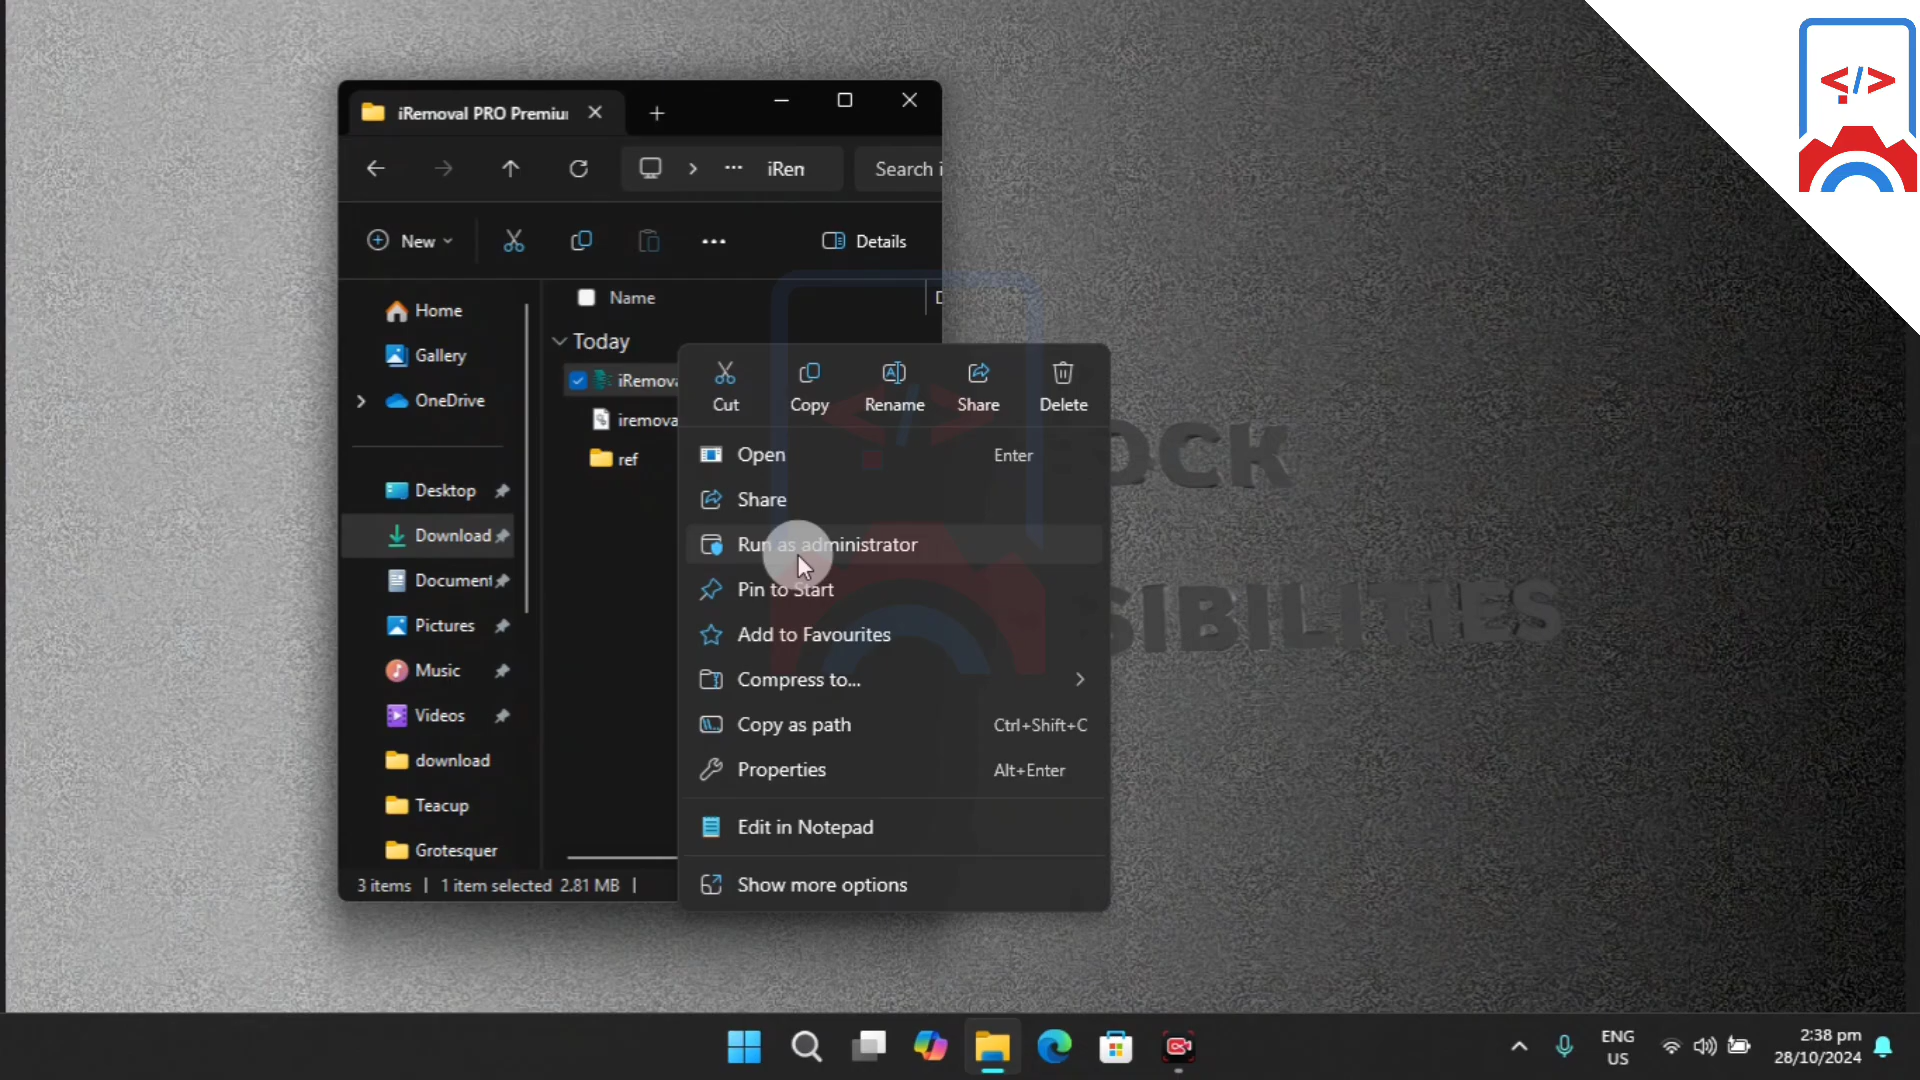 </>
iRemoval PRO Premiu
iRen
Search i
New
Details
Name
D
Home
Gallery
OneDrive
Desktop
Download
Document
Pictures
Music
Videos
download
Teacup
Grotesquer
Today
iRemova
iremova
ref
Cut
Copy
Rename
Share
Delete
Open Enter
Share
Run as administrator
Pin to Start
Add to Favourites
Compress to...
Copy as path Ctrl+Shift+C
Properties Alt+Enter
Edit in Notepad
Show more options
3 items | 1 item selected 2.81 MB |
OCK
SIBILITIES
ENG
US
2:38 pm
28/10/2024